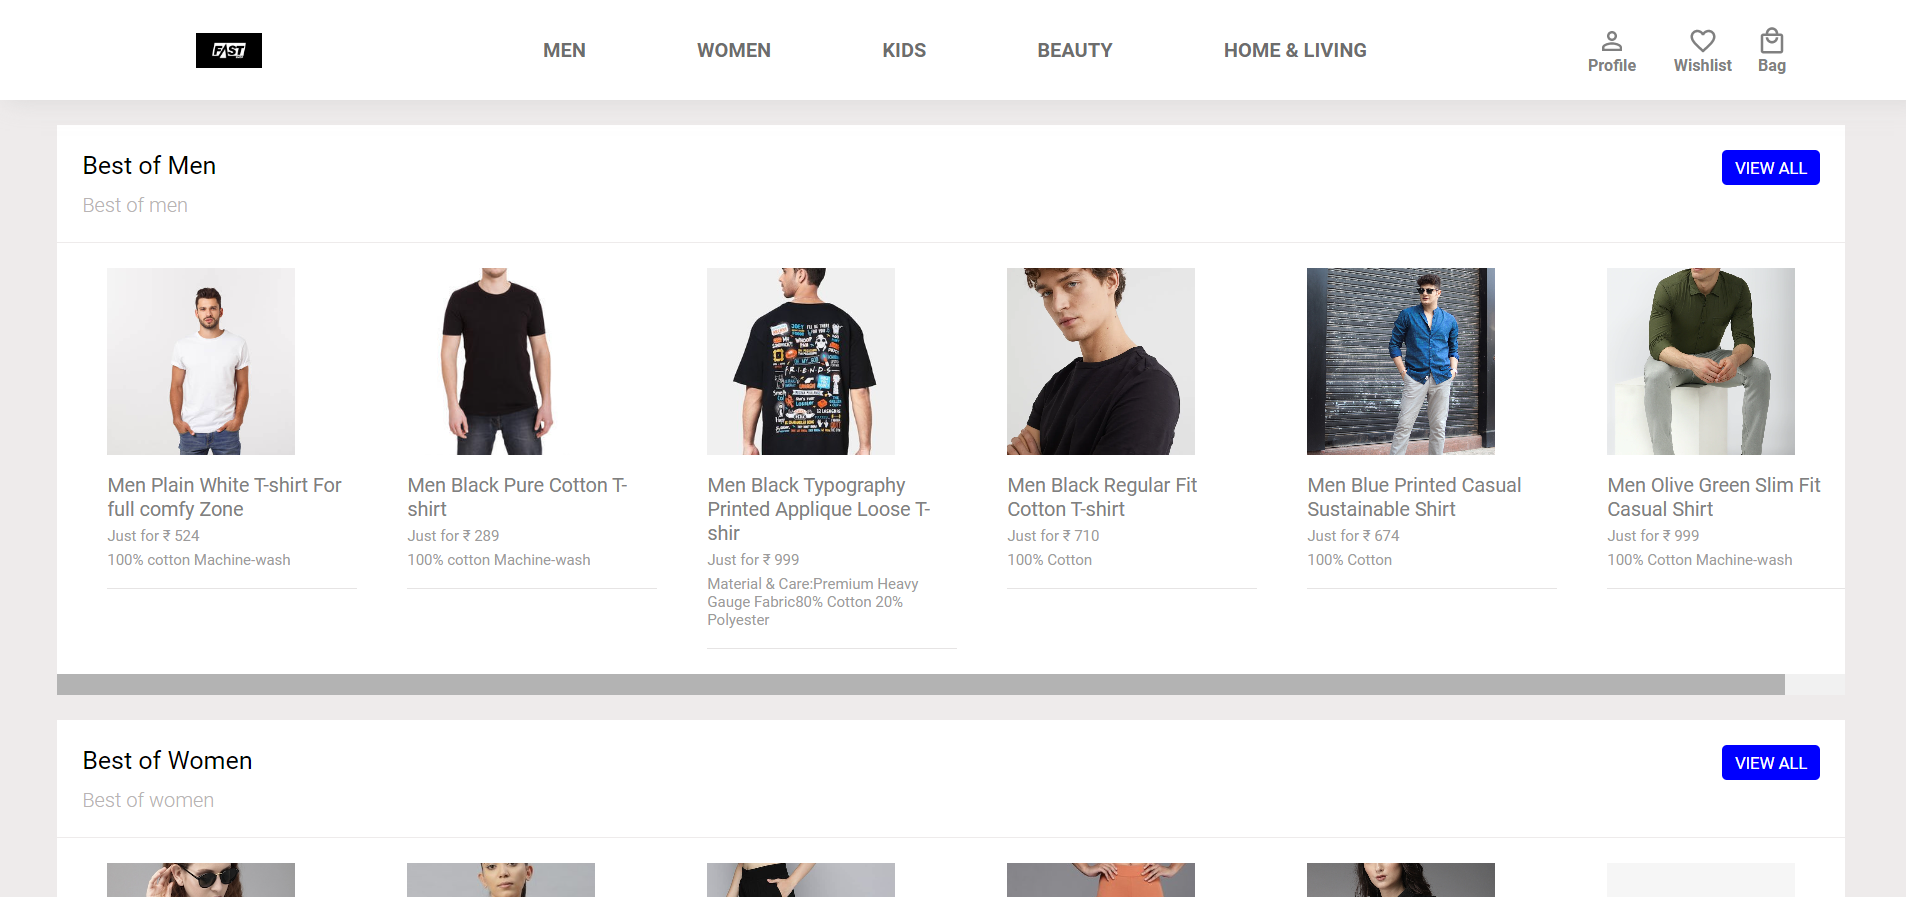 FAST
MEN
WOMEN
KIDS
BEAUTY
HOME & LIVING
Profile
Wishlist
Bag
Best of Men
VIEW ALL
Best of men
Men Plain White T-shirt For
full comfy Zone
Just for ₹ 524
100% cotton Machine-wash
Men Black Pure Cotton T-
shirt
Just for ₹ 289
100% cotton Machine-wash
Men Black Typography
Printed Applique Loose T-
shir
Just for ₹ 999
Material & Care:Premium Heavy
Gauge Fabric80% Cotton 20%
Polyester
Men Black Regular Fit
Cotton T-shirt
Just for ₹ 710
100% Cotton
Men Blue Printed Casual
Sustainable Shirt
Just for ₹ 674
100% Cotton
Men Olive Green Slim Fit
Casual Shirt
Just for ₹ 999
100% Cotton Machine-wash
Best of Women
VIEW ALL
Best of women